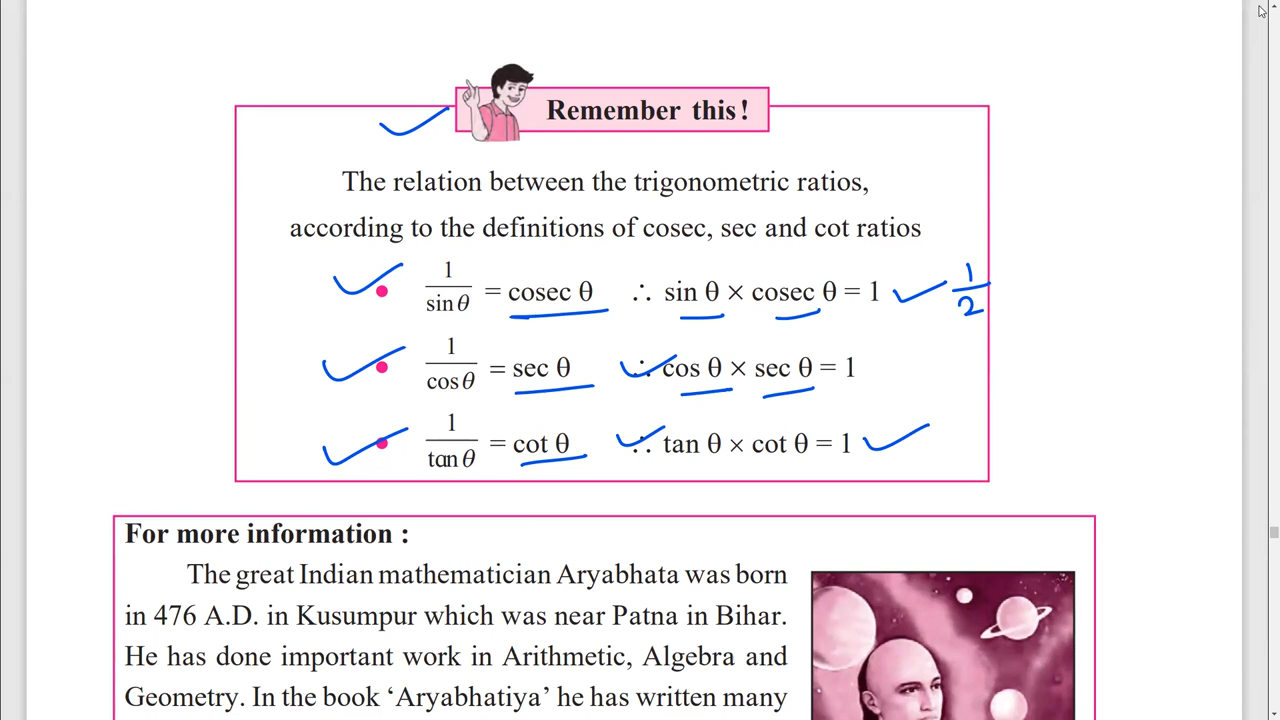 Remember this!
The relation between the trigonometric ratios,
according to the definitions of cosec, sec and cot ratios
• 1/sin θ = cosec θ ∴ sin θ × cosec θ = 1 1/2
• 1/cos θ = sec θ ∴ cos θ × sec θ = 1
• 1/tan θ = cot θ ∴ tan θ × cot θ = 1
For more information :
The great Indian mathematician Aryabhata was born
in 476 A.D. in Kusumpur which was near Patna in Bihar.
He has done important work in Arithmetic, Algebra and
Geometry. In the book ‘Aryabhatiya’ he has written many